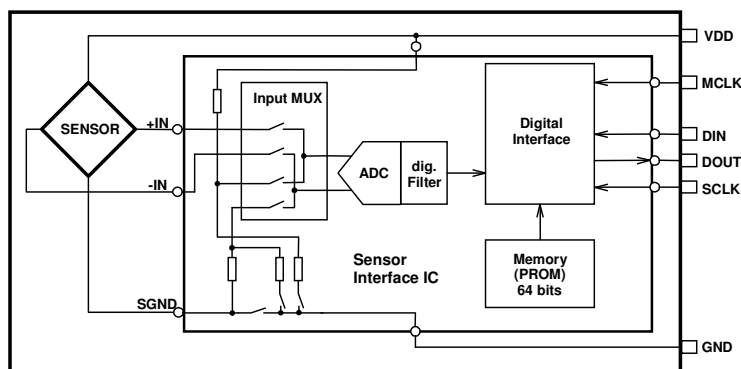 VDD
Input MUX
MCLK
Digital
Interface
SENSOR
+IN
DIN
DOUT
ADC
dig.
Filter
-IN
SCLK
Sensor
Interface IC
Memory
(PROM)
64 bits
SGND
GND